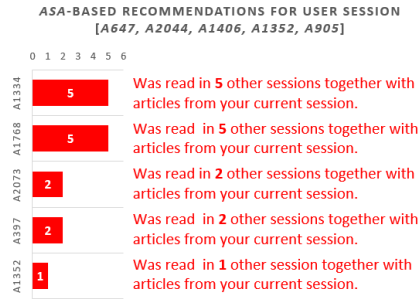 ASA-BASED RECOMMENDATIONS FOR USER SESSION
[A647, A2044, A1406, A1352, A905]
0 1 2 3 4 5 6
A1334
5
Was read in 5 other sessions together with
articles from your current session.
A1768
5
Was read in 5 other sessions together with
articles from your current session.
A2073
2
Was read in 2 other sessions together with
articles from your current session.
A397
2
Was read in 2 other sessions together with
articles from your current session.
A1352
1
Was read in 1 other session together with
articles from your current session.